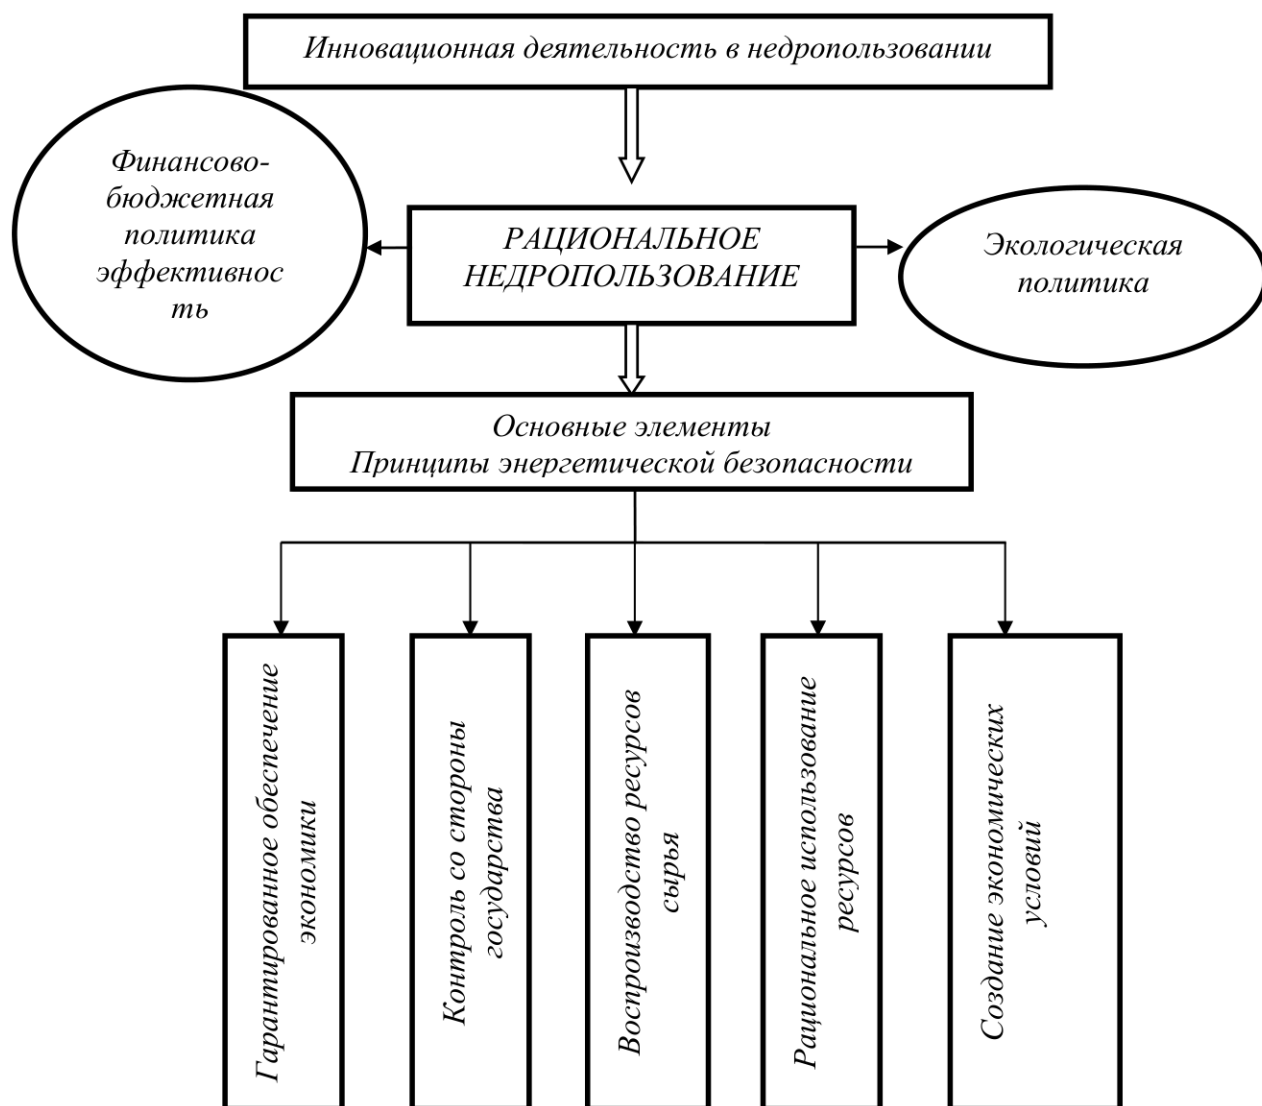 Инновационная деятельность в недропользовании
Финансово-
бюджетная
политика
эффективнос
ть
РАЦИОНАЛЬНОЕ
НЕДРОПОЛЬЗОВАНИЕ
Экологическая
политика
Основные элементы
Принципы энергетической безопасности
Гарантированное обеспечение
экономики
Контроль со стороны
государства
Воспроизводство ресурсов
сырья
Рациональное использование
ресурсов
Создание экономических
условий